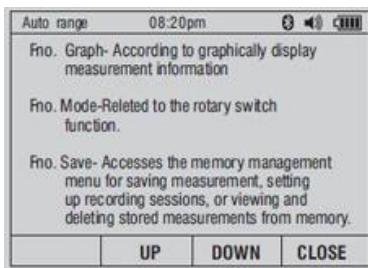 Auto range 08:20pm
Fno. Graph- According to graphically display
measurement information
Fno. Mode-Releted to the rotary switch
function.
Fno. Save- Accesses the memory management
menu for saving measurement, setting
up recording sessions, or viewing and
deleting stored measurements from memory.
UP DOWN CLOSE